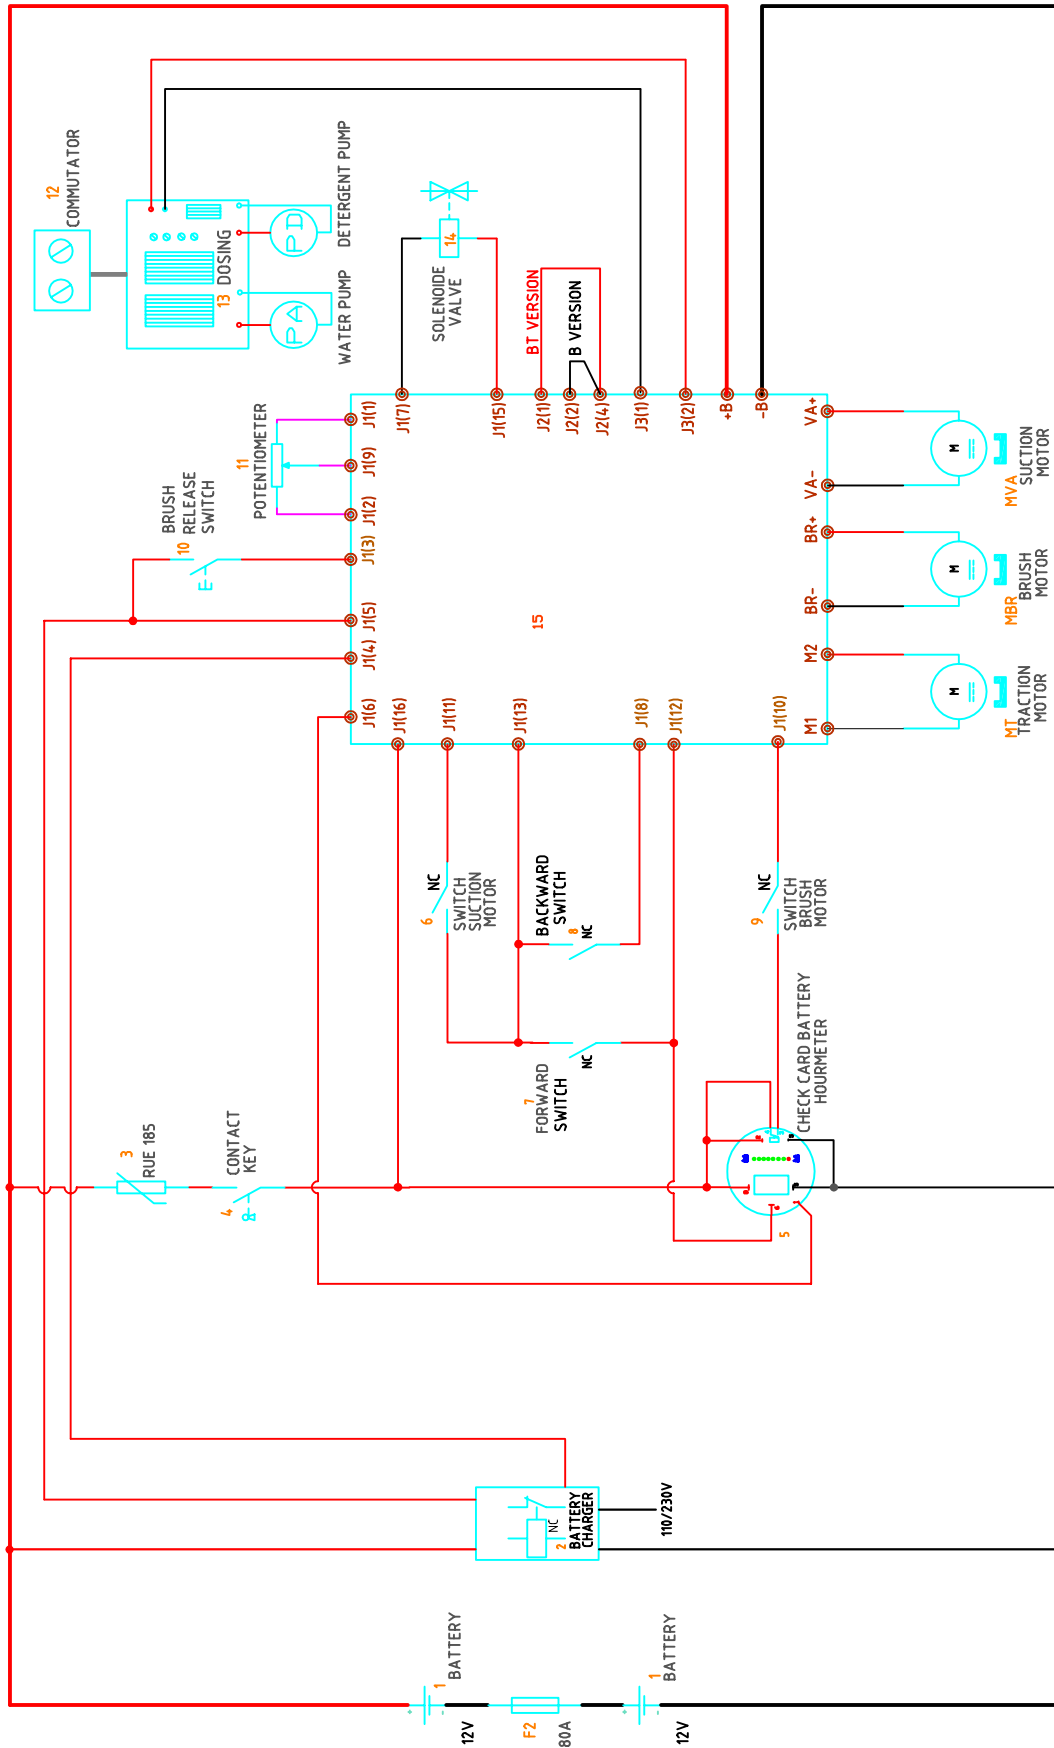 12
COMMUTATOR
13
DOSING
PA
PD
WATER PUMP
DETERGENT PUMP
14
SOLENOIDE
VALVE
BT VERSION
B VERSION
11
POTENTIOMETER
10
BRUSH
RELEASE
SWITCH
E
J1(1)
J1(9)
J1(2)
J1(3)
J1(5)
J1(4)
J1(6)
J1(7)
J1(15)
J2(1)
J2(2)
J2(4)
J3(1)
J3(2)
+B
-B
VA+
VA-
BR+
BR-
M2
M1
15
J1(16)
J1(11)
J1(13)
J1(8)
J1(12)
J1(10)
M
MVA
SUCTION
MOTOR
M
MBR
BRUSH
MOTOR
M
MT
TRACTION
MOTOR
NC
6
SWITCH
SUCTION
MOTOR
BACKWARD
SWITCH
8
NC
NC
9
SWITCH
BRUSH
MOTOR
7
FORWARD
SWITCH
NC
CHECK CARD BATTERY
HOURMETER
5
3
RUE 185
CONTACT
KEY
4
2
NC
BATTERY
CHARGER
110/230V
1
BATTERY
12V
F2
80A
1
BATTERY
12V
+
-
+
-